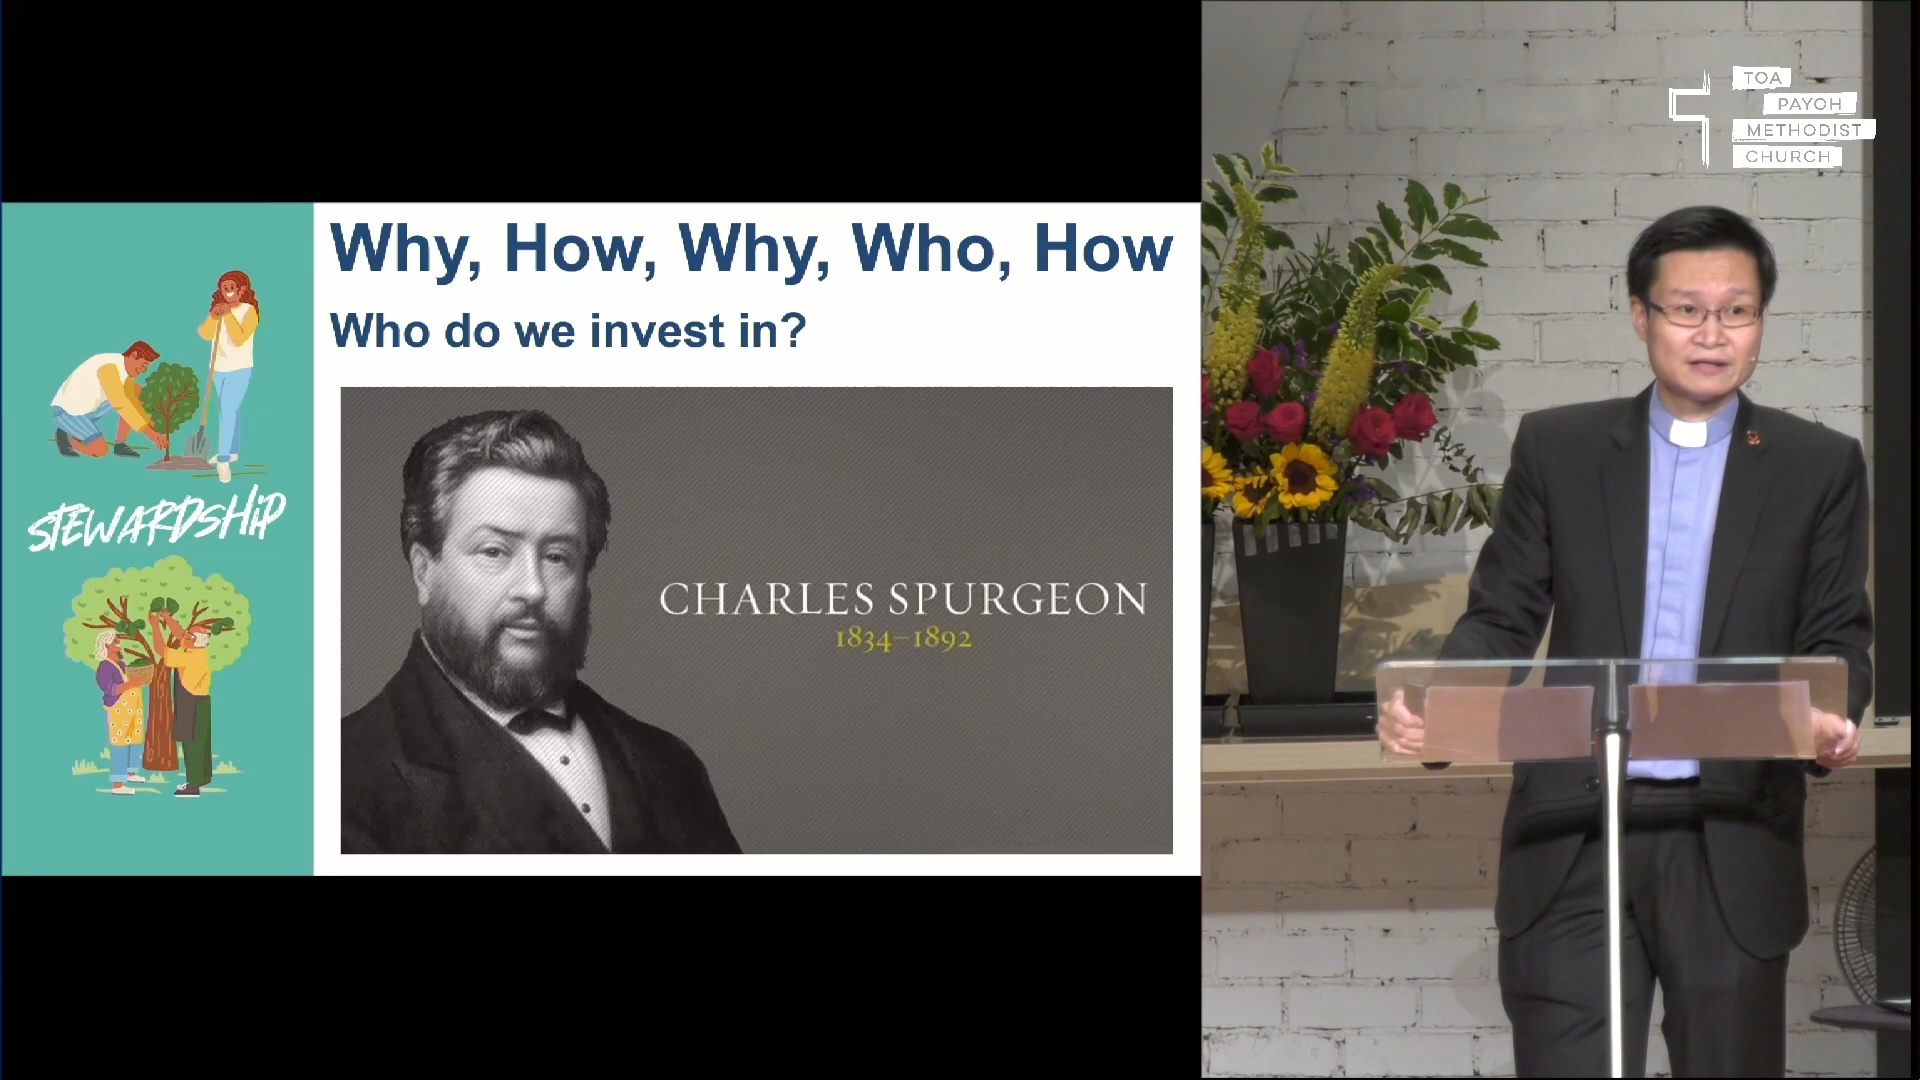 Why, How, Why, Who, How
Who do we invest in?
STEWARDSHIP
CHARLES SPURGEON
1834–1892
TOA
PAYOH
METHODIST
CHURCH